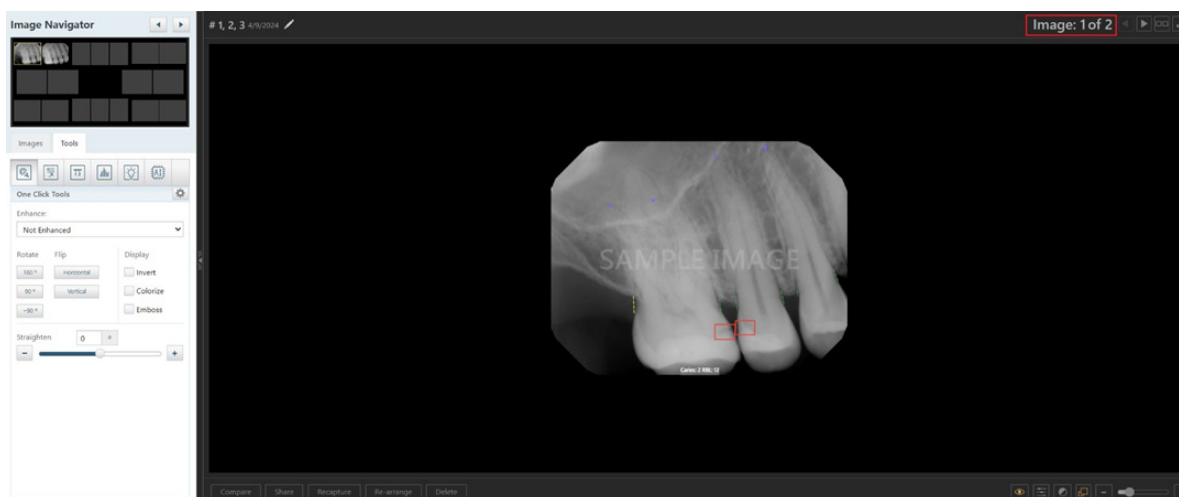 Image Navigator
# 1, 2, 3 4/9/2024
Image: 1of 2
Images Tools
One Click Tools
Enhance:
Not Enhanced
Rotate Flip Display
180 ° Horizontal Invert
90 ° Vertical Colorize
-90 ° Emboss
Straighten 0 °
SAMPLE IMAGE
Caries: 2 RBL: 12
Compare Share Recapture Re-arrange Delete